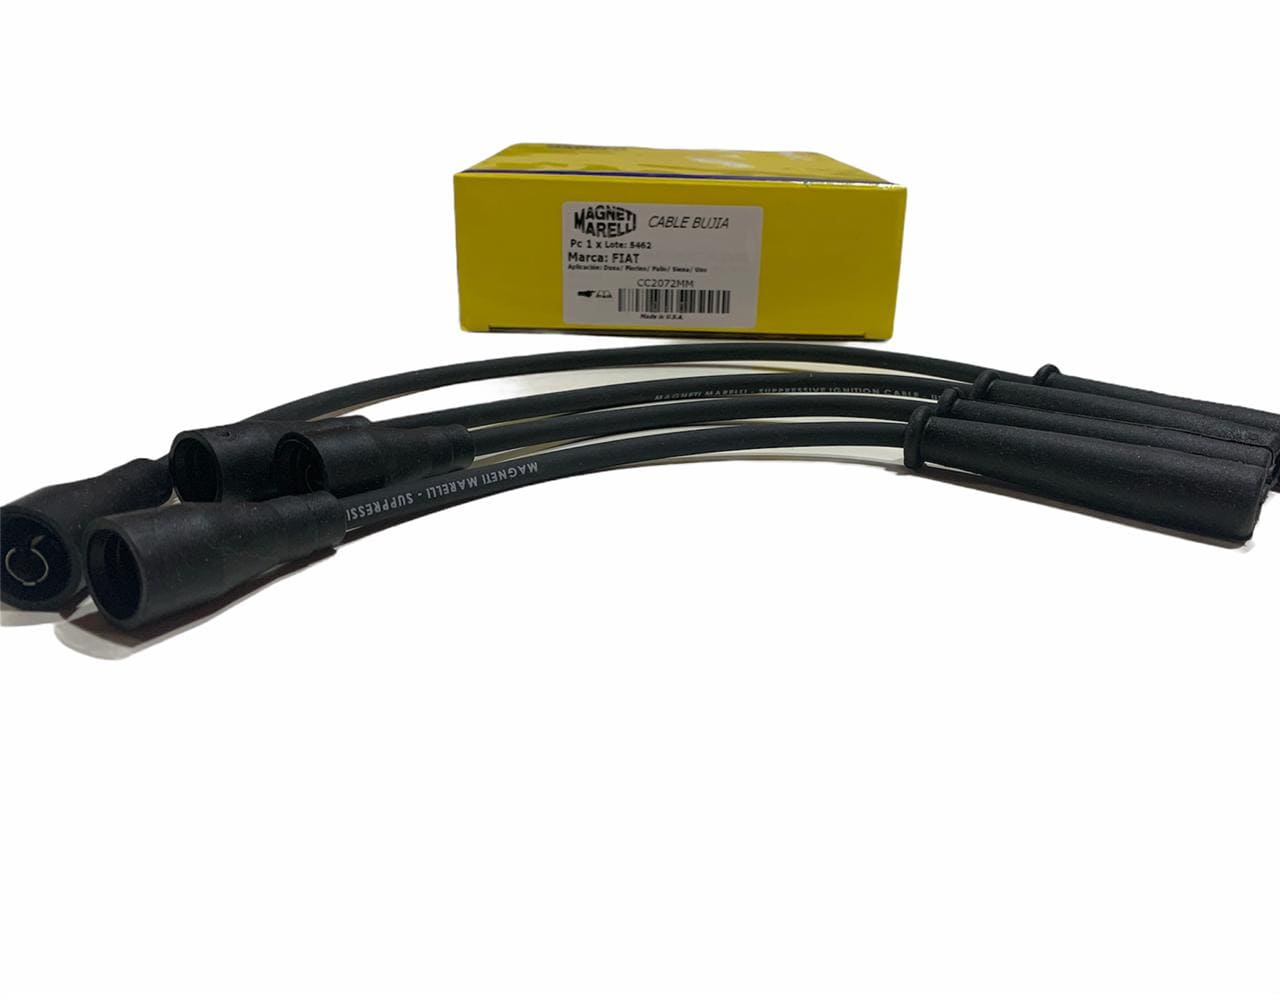 MAGNETI
MARELLI
CABLE BUJIA
Pc 1 x Lote: 5462
Marca: FIAT
Aplicación: Duna/ Fiorino/ Palio/ Siena/ Uno
CC2072MM
Made in U.S.A.
MAGNETI MARELLI - SUPPRESSIVE IGNITION CABLE -
MAGNETI MARELLI - SUPPRESSI